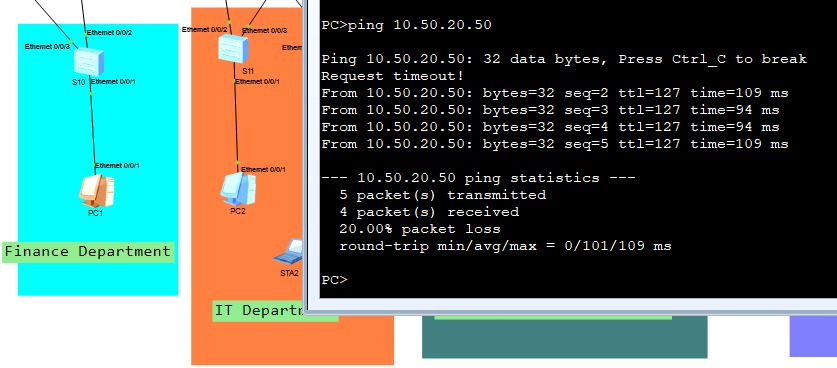 Ethernet 0/0/2
Ethernet 0/0/3
S10
Ethernet 0/0/1
Ethernet 0/0/1
PC1
Finance Department
Ethernet 0/0/2
Ethernet 0/0/3
S11
Ethernet 0/0/1
Ethernet 0/0/1
PC2
STA2
PC>ping 10.50.20.50
Ping 10.50.20.50: 32 data bytes, Press Ctrl_C to break
Request timeout!
From 10.50.20.50: bytes=32 seq=2 ttl=127 time=109 ms
From 10.50.20.50: bytes=32 seq=3 ttl=127 time=94 ms
From 10.50.20.50: bytes=32 seq=4 ttl=127 time=94 ms
From 10.50.20.50: bytes=32 seq=5 ttl=127 time=109 ms
--- 10.50.20.50 ping statistics ---
5 packet(s) transmitted
4 packet(s) received
20.00% packet loss
round-trip min/avg/max = 0/101/109 ms
PC>